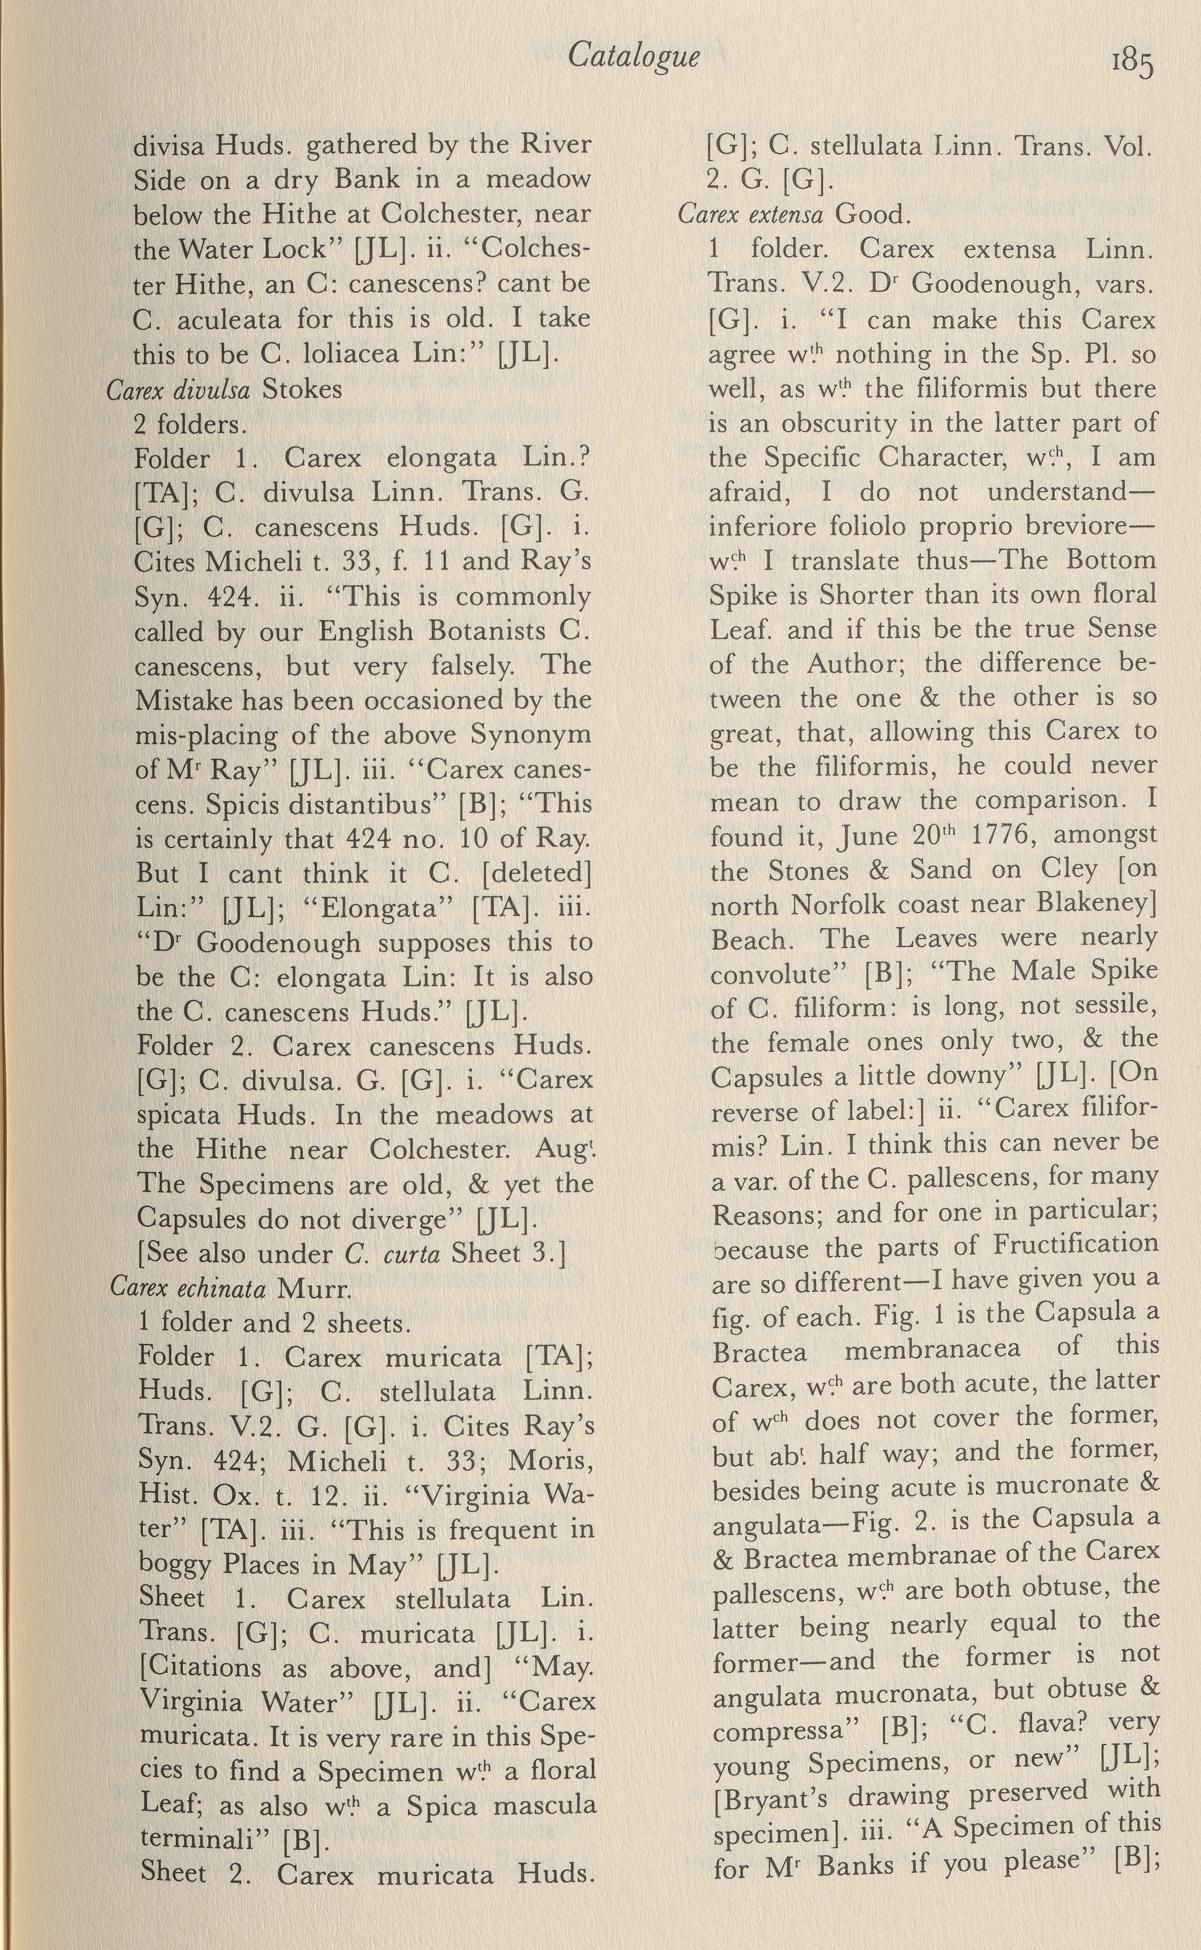 Catalogue
185
divisa Huds. gathered by the River
Side on a dry Bank in a meadow
below the Hithe at Colchester, near
the Water Lock” [JL]. ii. “Colches-
ter Hithe, an C: canescens? cant be
C. aculeata for this is old. I take
this to be C. loliacea Lin:” [JL].
Carex divulsa Stokes
2 folders.
Folder 1. Carex elongata Lin.?
[TA]; C. divulsa Linn. Trans. G.
[G]; C. canescens Huds. [G]. i.
Cites Micheli t. 33, f. 11 and Ray’s
Syn. 424. ii. “This is commonly
called by our English Botanists C.
canescens, but very falsely. The
Mistake has been occasioned by the
mis-placing of the above Synonym
of Mʳ Ray” [JL]. iii. “Carex canes-
cens. Spicis distantibus” [B]; “This
is certainly that 424 no. 10 of Ray.
But I cant think it C. [deleted]
Lin:” [JL]; “Elongata” [TA]. iii.
“Dʳ Goodenough supposes this to
be the C: elongata Lin: It is also
the C. canescens Huds.” [JL].
Folder 2. Carex canescens Huds.
[G]; C. divulsa. G. [G]. i. “Carex
spicata Huds. In the meadows at
the Hithe near Colchester. Augᵗ.
The Specimens are old, & yet the
Capsules do not diverge” [JL].
[See also under C. curta Sheet 3.]
Carex echinata Murr.
1 folder and 2 sheets.
Folder 1. Carex muricata [TA];
Huds. [G]; C. stellulata Linn.
Trans. V.2. G. [G]. i. Cites Ray’s
Syn. 424; Micheli t. 33; Moris,
Hist. Ox. t. 12. ii. “Virginia Wa-
ter” [TA]. iii. “This is frequent in
boggy Places in May” [JL].
Sheet 1. Carex stellulata Lin.
Trans. [G]; C. muricata [JL]. i.
[Citations as above, and] “May.
Virginia Water” [JL]. ii. “Carex
muricata. It is very rare in this Spe-
cies to find a Specimen w.ᵗʰ a floral
Leaf; as also w.ᵗʰ a Spica mascula
terminali” [B].
Sheet 2. Carex muricata Huds.
[G]; C. stellulata Linn. Trans. Vol.
2. G. [G].
Carex extensa Good.
1 folder. Carex extensa Linn.
Trans. V.2. Dʳ Goodenough, vars.
[G]. i. “I can make this Carex
agree w.ᵗʰ nothing in the Sp. Pl. so
well, as w.ᵗʰ the filiformis but there
is an obscurity in the latter part of
the Specific Character, w.ᶜʰ, I am
afraid, I do not understand—
inferiore foliolo proprio breviore—
w.ᶜʰ I translate thus—The Bottom
Spike is Shorter than its own floral
Leaf. and if this be the true Sense
of the Author; the difference be-
tween the one & the other is so
great, that, allowing this Carex to
be the filiformis, he could never
mean to draw the comparison. I
found it, June 20ᵗʰ 1776, amongst
the Stones & Sand on Cley [on
north Norfolk coast near Blakeney]
Beach. The Leaves were nearly
convolute” [B]; “The Male Spike
of C. filiform: is long, not sessile,
the female ones only two, & the
Capsules a little downy” [JL]. [On
reverse of label:] ii. “Carex filifor-
mis? Lin. I think this can never be
a var. of the C. pallescens, for many
Reasons; and for one in particular;
because the parts of Fructification
are so different—I have given you a
fig. of each. Fig. 1 is the Capsula a
Bractea membranacea of this
Carex, w.ᶜʰ are both acute, the latter
of wᶜʰ does not cover the former,
but abᵗ. half way; and the former,
besides being acute is mucronate &
angulata—Fig. 2. is the Capsula a
& Bractea membranae of the Carex
pallescens, w.ᶜʰ are both obtuse, the
latter being nearly equal to the
former—and the former is not
angulata mucronata, but obtuse &
compressa” [B]; “C. flava? very
young Specimens, or new” [JL];
[Bryant’s drawing preserved with
specimen]. iii. “A Specimen of this
for Mʳ Banks if you please” [B];